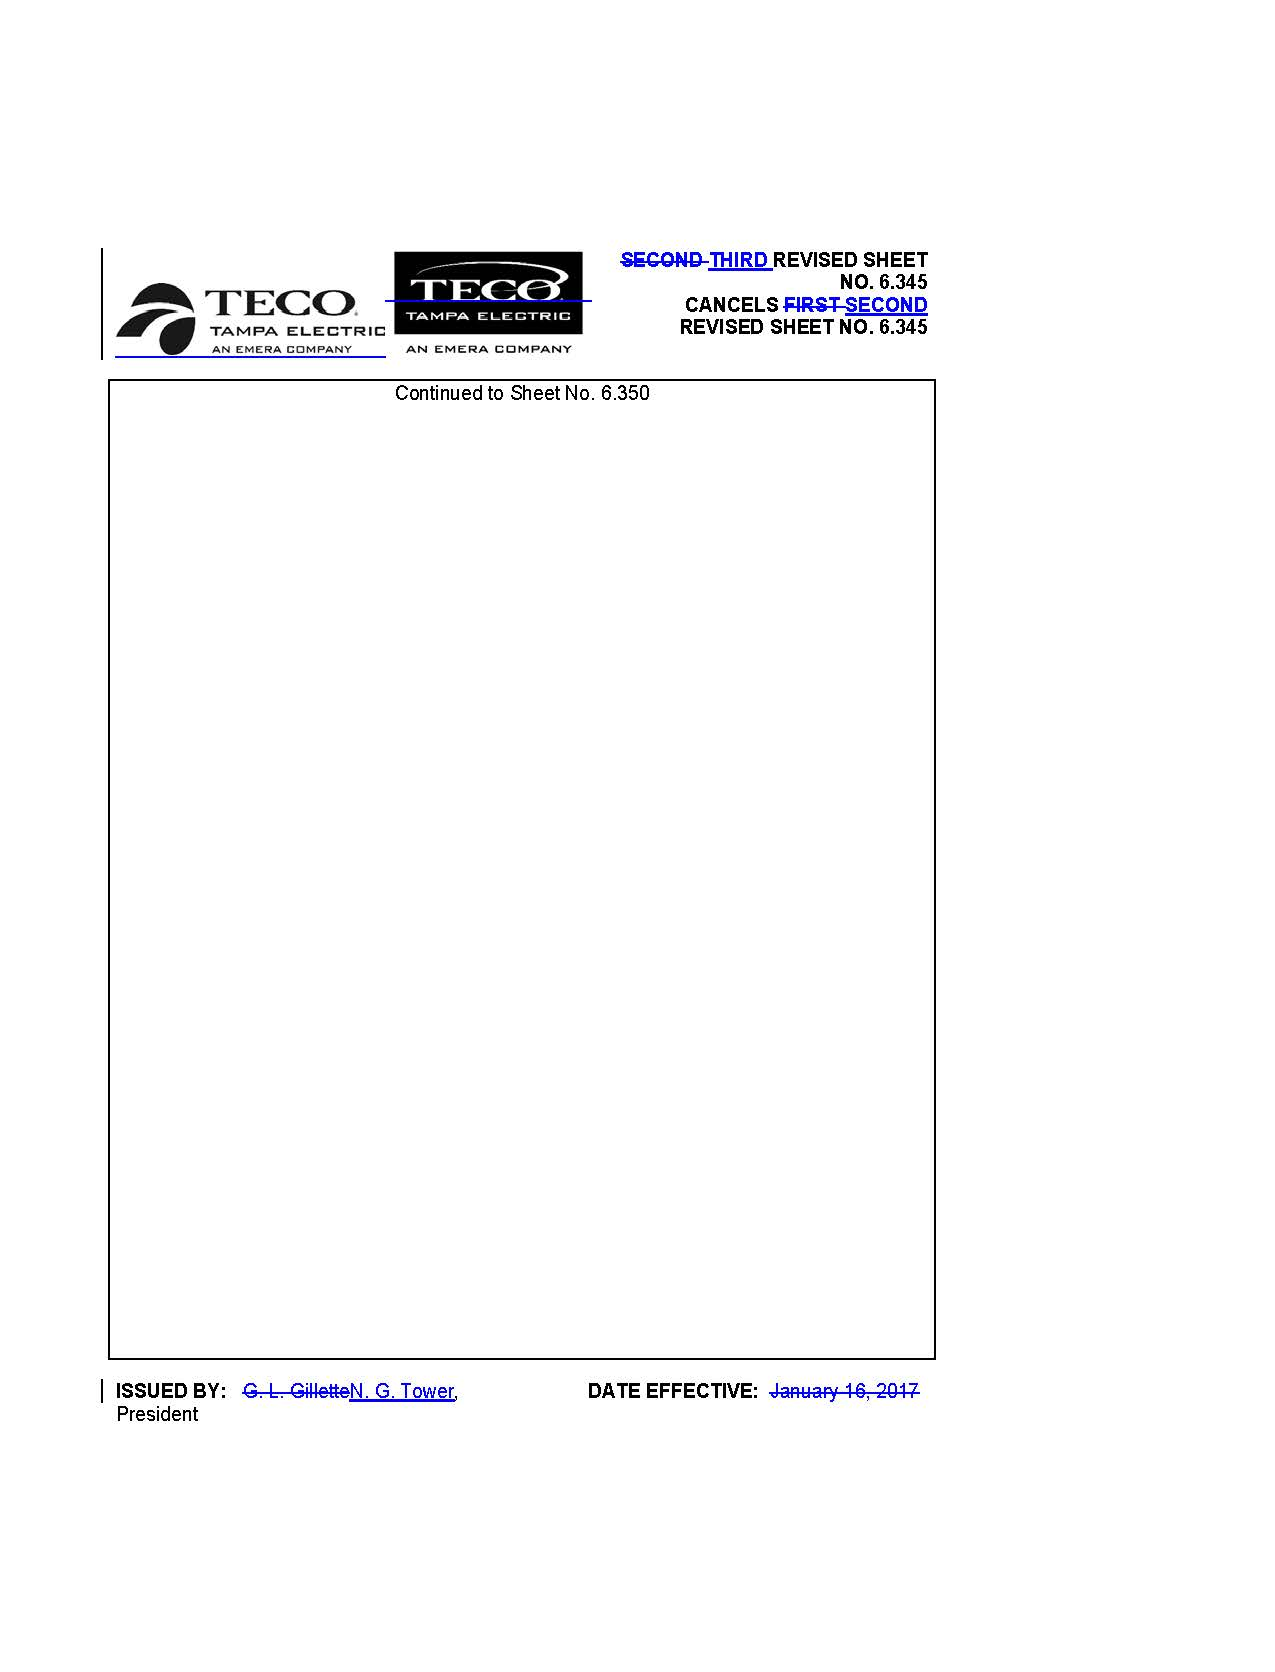 SECOND THIRD REVISED SHEET
NO. 6.345
CANCELS FIRST SECOND
REVISED SHEET NO. 6.345
TECO.
TAMPA ELECTRIC
AN EMERA COMPANY
TECO.
TAMPA ELECTRIC
AN EMERA COMPANY
Continued to Sheet No. 6.350
ISSUED BY: G. L. GilletteN. G. Tower, DATE EFFECTIVE: January 16, 2017
President